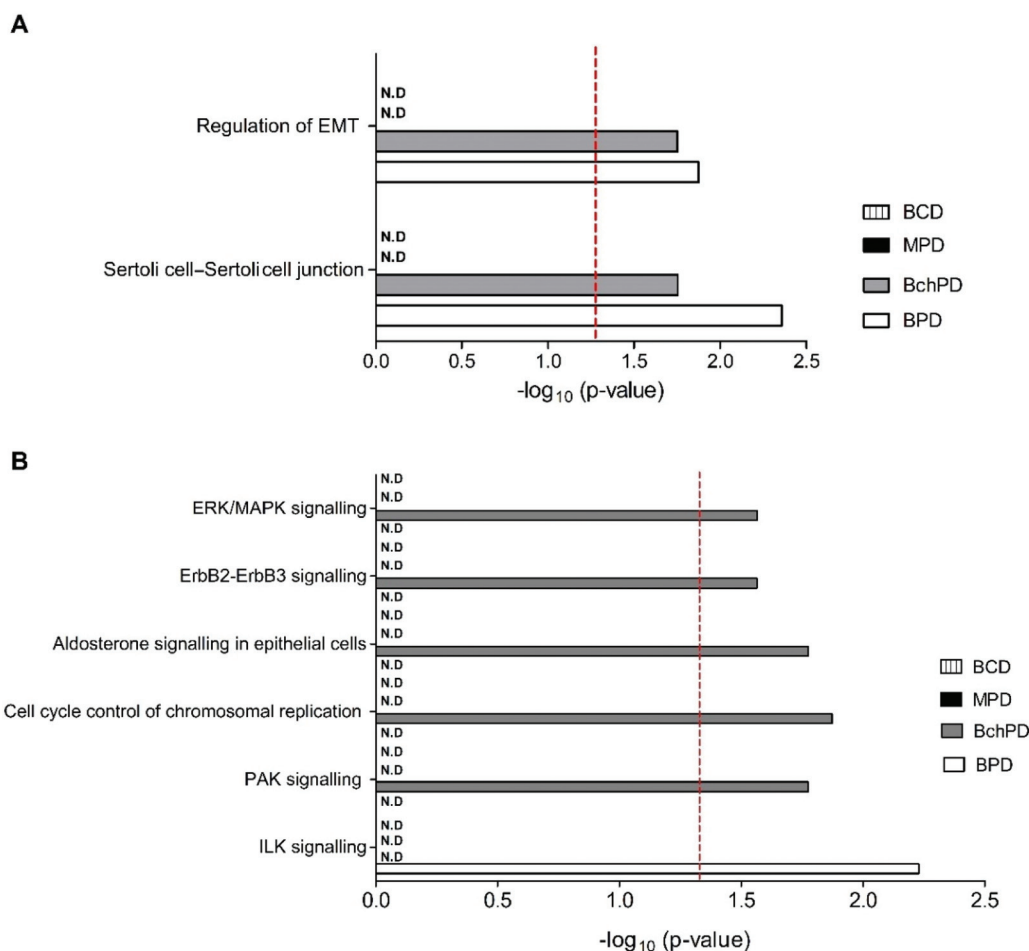 A
N.D
N.D
Regulation of EMT
N.D
N.D
Sertoli cell–Sertoli cell junction
BCD
MPD
BchPD
BPD
0.0 0.5 1.0 1.5 2.0 2.5
-log10 (p-value)
B
N.D
N.D
ERK/MAPK signalling
N.D
N.D
N.D
ErbB2-ErbB3 signalling
N.D
N.D
N.D
Aldosterone signalling in epithelial cells
N.D
N.D
N.D
Cell cycle control of chromosomal replication
N.D
N.D
N.D
PAK signalling
N.D
N.D
N.D
ILK signalling
N.D
BCD
MPD
BchPD
BPD
0.0 0.5 1.0 1.5 2.0 2.5
-log10 (p-value)